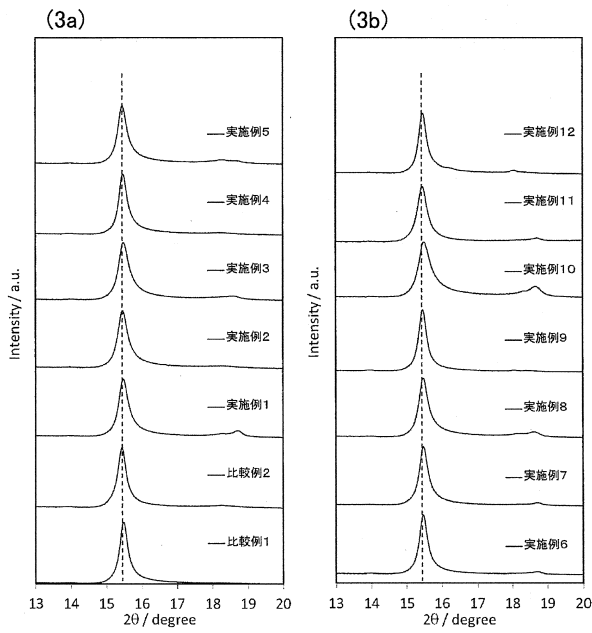 (3a)
実施例5
実施例4
実施例3
実施例2
実施例1
比較例2
比較例1
Intensity / a.u.
13 14 15 16 17 18 19 20
2θ / degree
(3b)
実施例12
実施例11
実施例10
実施例9
実施例8
実施例7
実施例6
Intensity / a.u.
13 14 15 16 17 18 19 20
2θ / degree